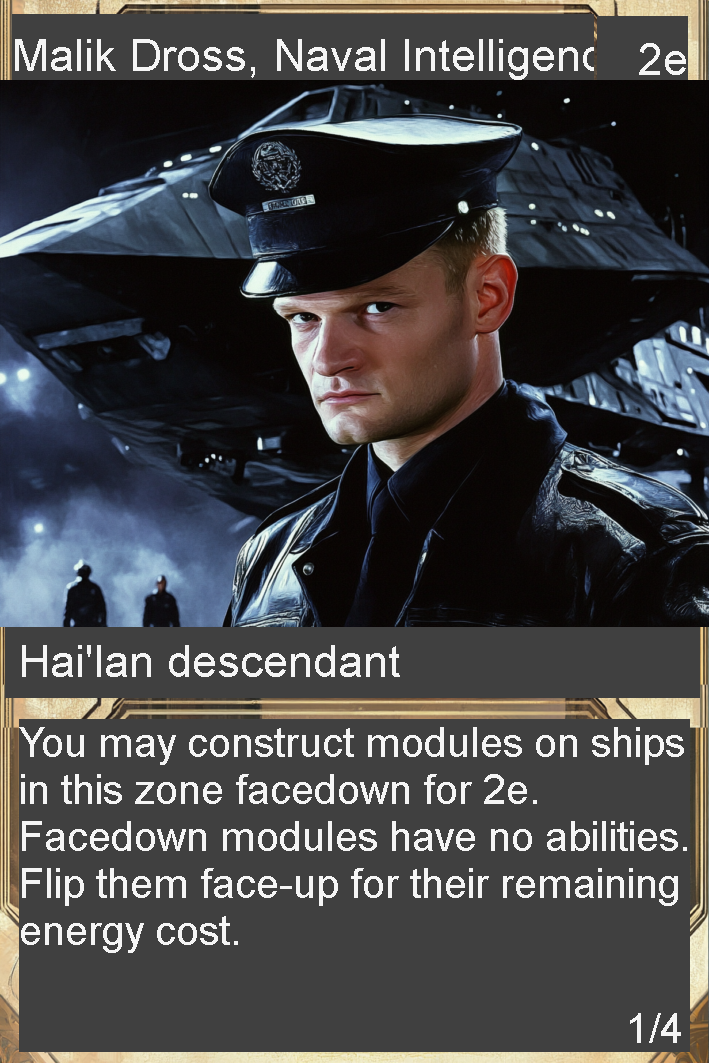 Malik Dross, Naval Intelligenc
2e
Hai'lan descendant
You may construct modules on ships
in this zone facedown for 2e.
Facedown modules have no abilities.
Flip them face-up for their remaining
energy cost.
1/4